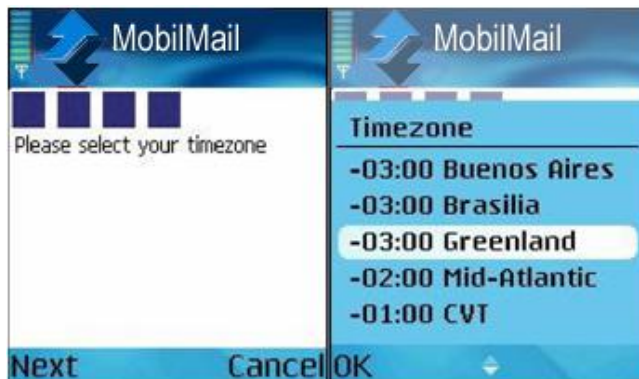 MobilMail
Please select your timezone
Next Cancel
MobilMail
Timezone
-03:00 Buenos Aires
-03:00 Brasilia
-03:00 Greenland
-02:00 Mid-Atlantic
-01:00 CVT
OK